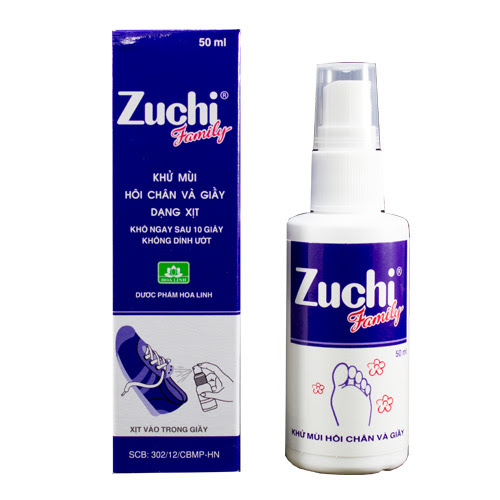 50 ml
Zuchi®
Family
KHỬ MÙI
HÔI CHÂN VÀ GIẦY
DẠNG XỊT
KHÔ NGAY SAU 10 GIÂY
KHÔNG DÍNH ƯỚT
HOA LINH
DƯỢC PHẨM HOA LINH
XỊT VÀO TRONG GIẦY
SCB: 302/12/CBMP-HN
Zuchi®
Family
50 ml
KHỬ MÙI HÔI CHÂN VÀ GIẦY